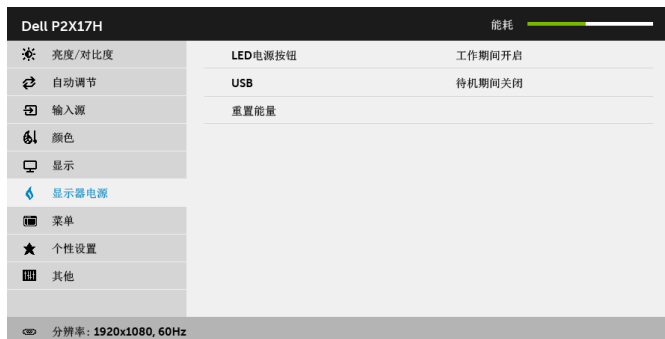 Dell P2X17H
能耗
亮度/对比度
LED电源按钮
工作期间开启
自动调节
USB
待机期间关闭
输入源
重置能量
颜色
显示
显示器电源
菜单
个性设置
其他
分辨率: 1920x1080, 60Hz